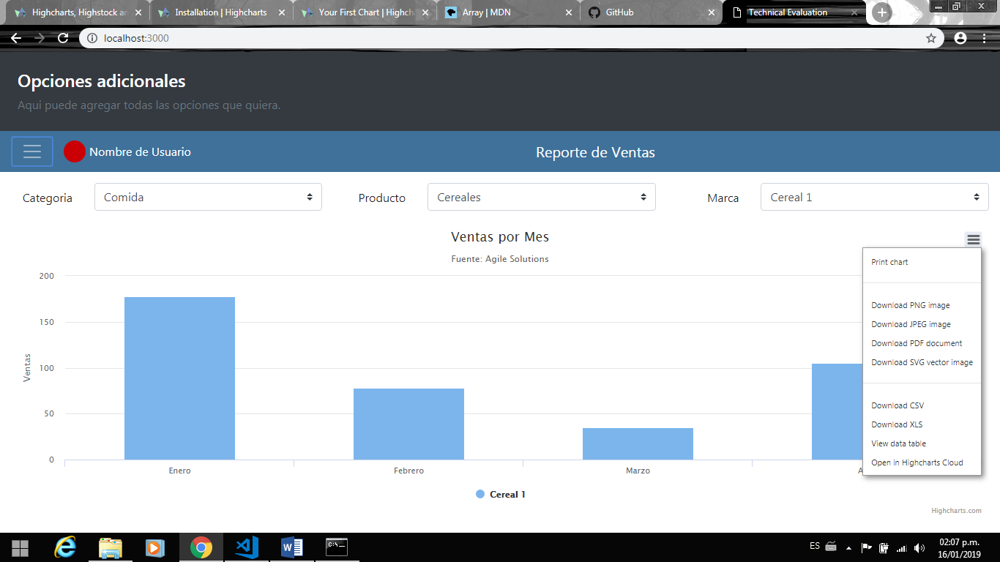 Highcharts, Highstock an
Installation | Highcharts
Your First Chart | Highch
Array | MDN
GitHub
Technical Evaluation
localhost:3000
Opciones adicionales
Aqui puede agregar todas las opciones que quiera.
Nombre de Usuario
Reporte de Ventas
Categoria
Comida
Producto
Cereales
Marca
Cereal 1
Ventas por Mes
Fuente: Agile Solutions
Print chart
Download PNG image
Download JPEG image
Download PDF document
Download SVG vector image
Download CSV
Download XLS
View data table
Open in Highcharts Cloud
Ventas
200
150
100
50
0
Enero
Febrero
Marzo
A
Cereal 1
Highcharts.com
C:\_
ES
02:07 p.m.
16/01/2019